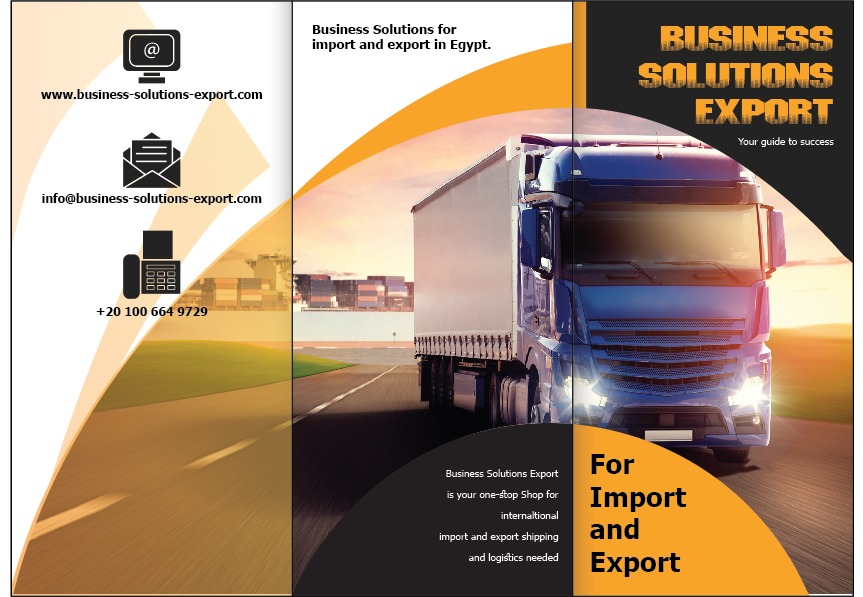 @
www.business-solutions-export.com
info@business-solutions-export.com
+20 100 664 9729
Business Solutions for
import and export in Egypt.
Business Solutions Export
is your one-stop Shop for
internaltional
import and export shipping
and logistics needed
BUSINESS
SOLUTIONS
EXPORT
Your guide to success
For
Import
and
Export